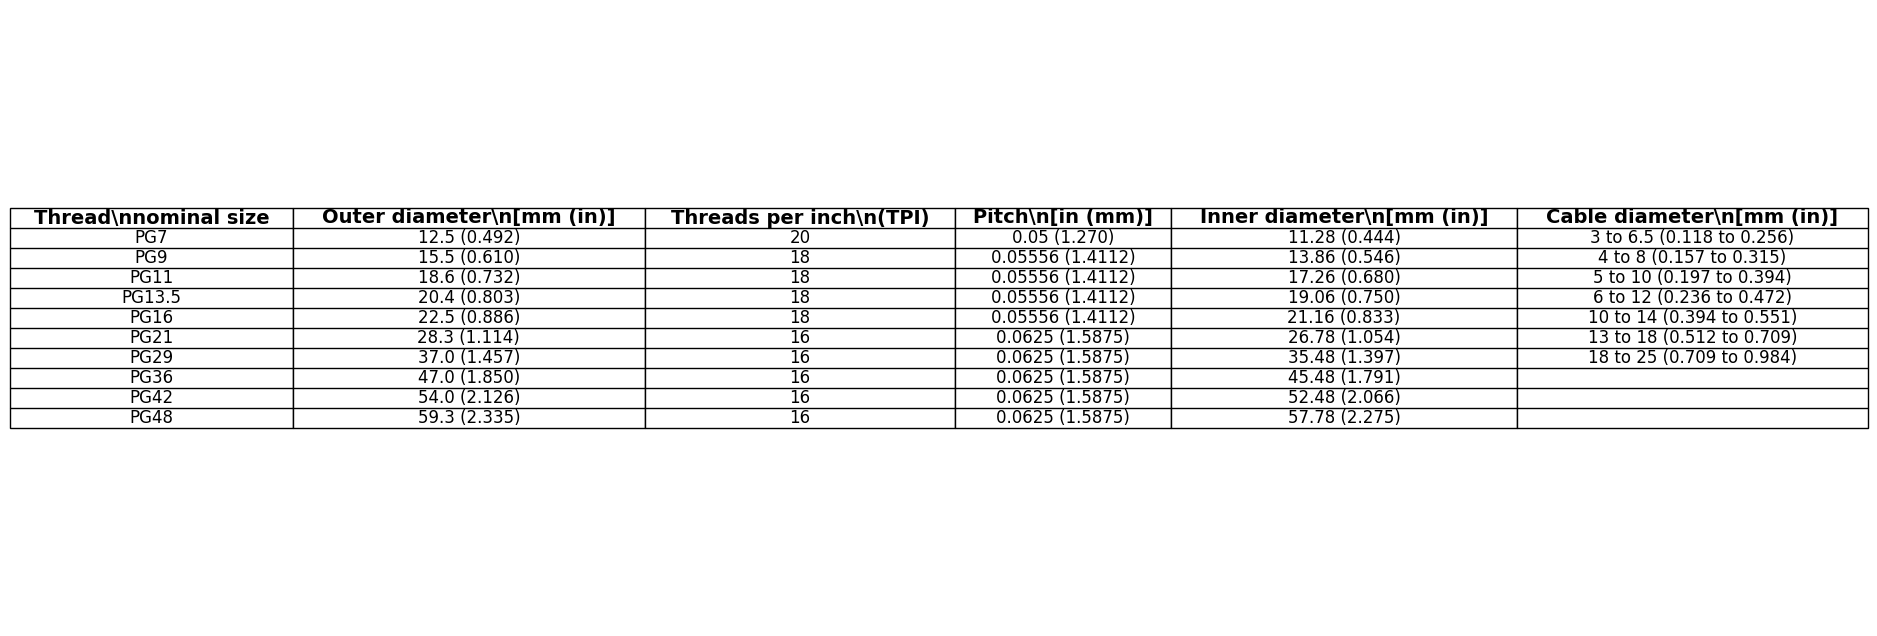 Thread\nnominal size Outer diameter\n[mm (in)] Threads per inch\n(TPI) Pitch\n[in (mm)] Inner diameter\n[mm (in)] Cable diameter\n[mm (in)]
PG7 12.5 (0.492) 20 0.05 (1.270) 11.28 (0.444) 3 to 6.5 (0.118 to 0.256)
PG9 15.5 (0.610) 18 0.05556 (1.4112) 13.86 (0.546) 4 to 8 (0.157 to 0.315)
PG11 18.6 (0.732) 18 0.05556 (1.4112) 17.26 (0.680) 5 to 10 (0.197 to 0.394)
PG13.5 20.4 (0.803) 18 0.05556 (1.4112) 19.06 (0.750) 6 to 12 (0.236 to 0.472)
PG16 22.5 (0.886) 18 0.05556 (1.4112) 21.16 (0.833) 10 to 14 (0.394 to 0.551)
PG21 28.3 (1.114) 16 0.0625 (1.5875) 26.78 (1.054) 13 to 18 (0.512 to 0.709)
PG29 37.0 (1.457) 16 0.0625 (1.5875) 35.48 (1.397) 18 to 25 (0.709 to 0.984)
PG36 47.0 (1.850) 16 0.0625 (1.5875) 45.48 (1.791)
PG42 54.0 (2.126) 16 0.0625 (1.5875) 52.48 (2.066)
PG48 59.3 (2.335) 16 0.0625 (1.5875) 57.78 (2.275)